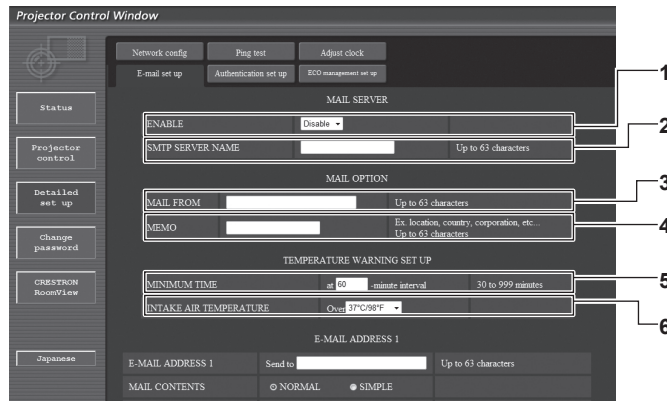 Projector Control Window
Network config Ping test Adjust clock
E-mail set up Authentication set up ECO management set up
Status
Projector control
Detailed set up
Change password
CRESTRON RoomView
Japanese
MAIL SERVER
ENABLE Disable 1
SMTP SERVER NAME Up to 63 characters 2
MAIL OPTION
MAIL FROM Up to 63 characters 3
MEMO Ex. location, country, corporation, etc...
Up to 63 characters 4
TEMPERATURE WARNING SET UP
MINIMUM TIME at 60 -minute interval 30 to 999 minutes 5
INTAKE AIR TEMPERATURE Over 37°C/98°F 6
E-MAIL ADDRESS 1
E-MAIL ADDRESS 1 Send to Up to 63 characters
MAIL CONTENTS NORMAL SIMPLE